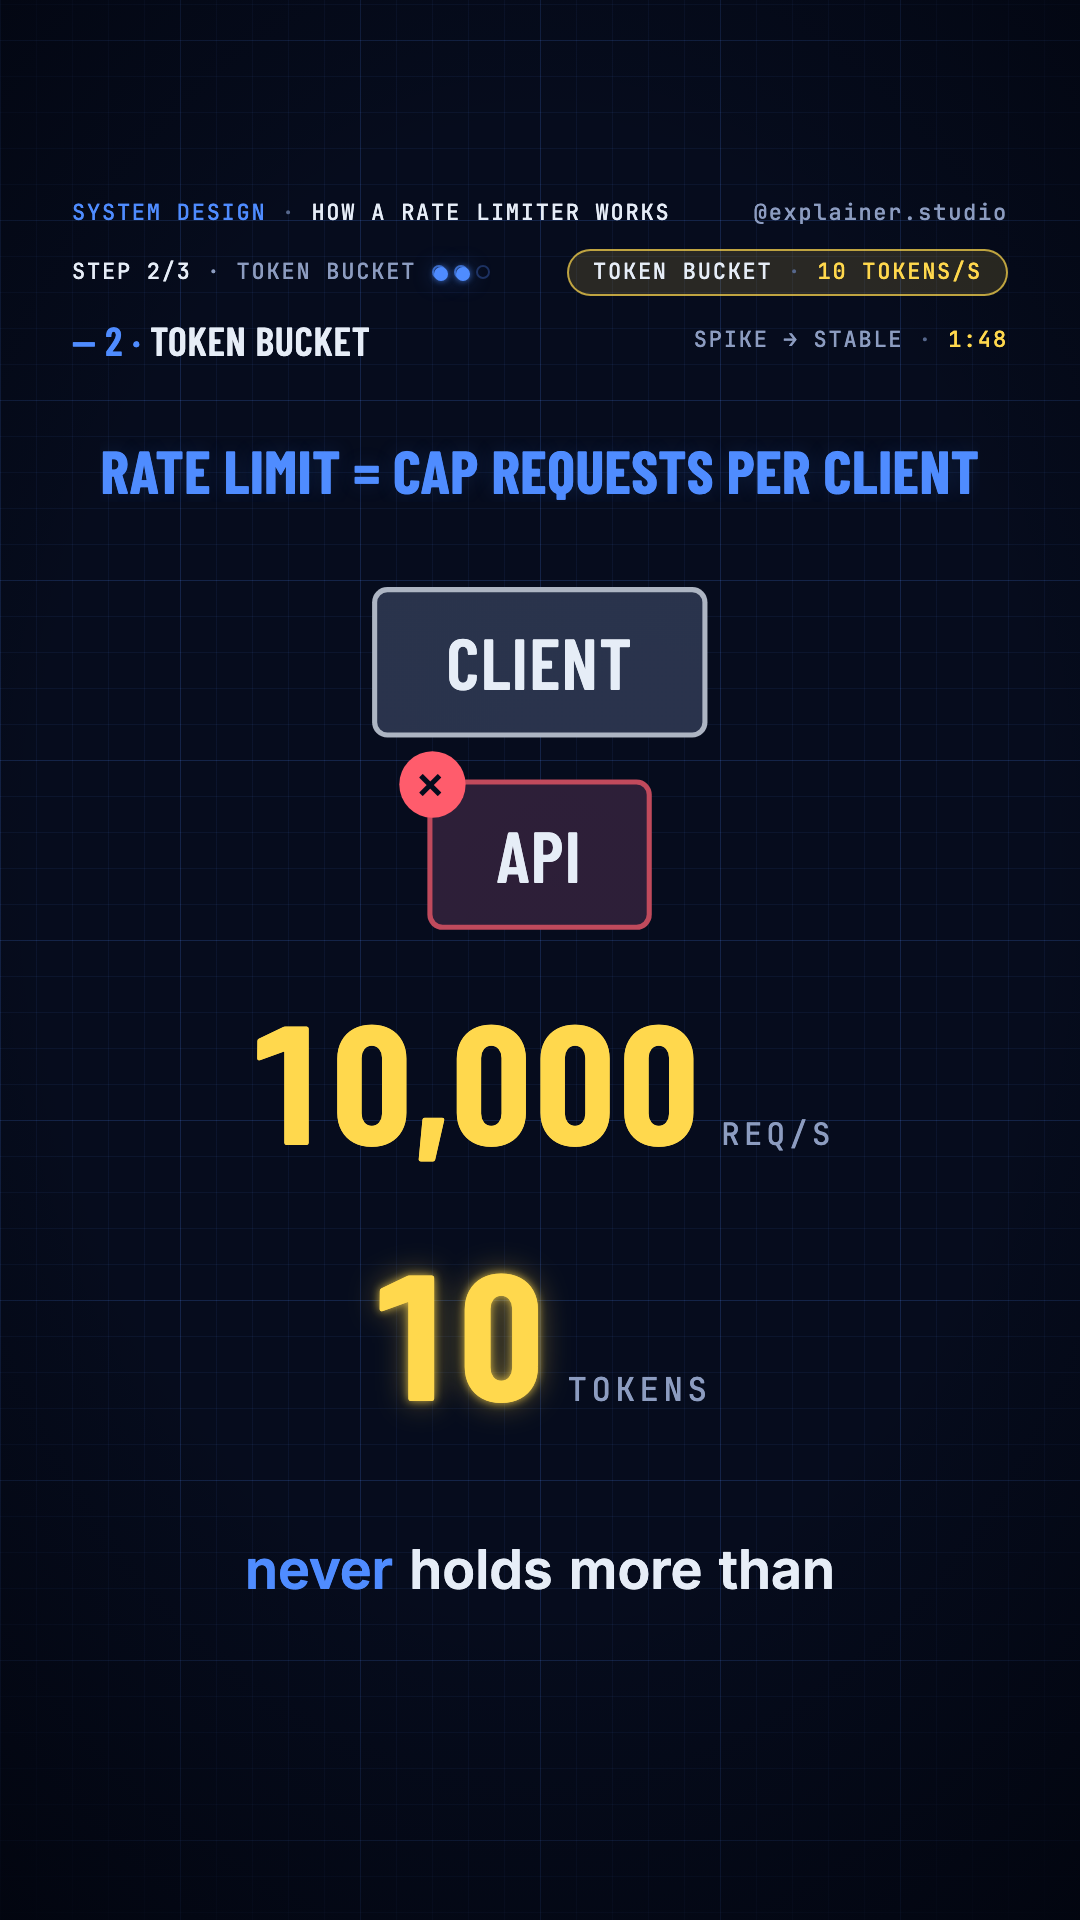 SYSTEM DESIGN · HOW A RATE LIMITER WORKS @explainer.studio
STEP 2/3 · TOKEN BUCKET TOKEN BUCKET · 10 TOKENS/S
— 2 · TOKEN BUCKET SPIKE → STABLE · 1:48
RATE LIMIT = CAP REQUESTS PER CLIENT
CLIENT
×
API
10,000 REQ/S
10 TOKENS
never holds more than